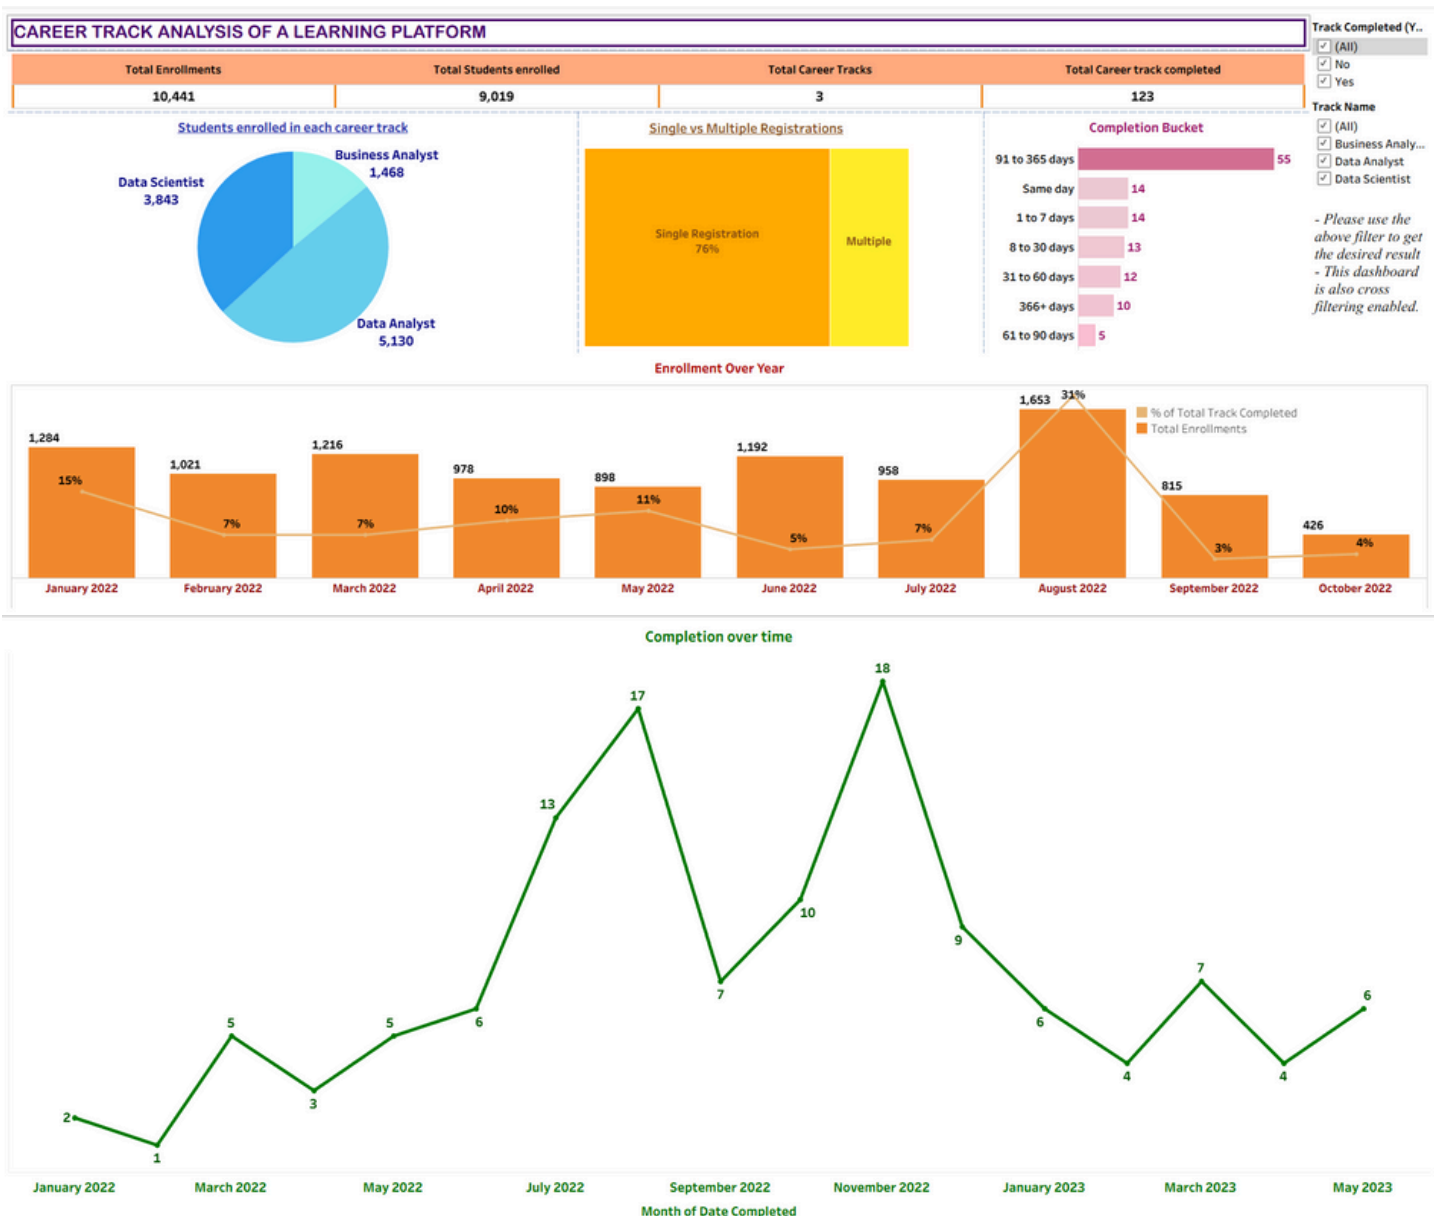 CAREER TRACK ANALYSIS OF A LEARNING PLATFORM
Total Enrollments
Total Students enrolled
Total Career Tracks
Total Career track completed
10,441
9,019
3
123
Track Completed (Y..
(All)
No
Yes
Track Name
(All)
Business Analy...
Data Analyst
Data Scientist
- Please use the
above filter to get
the desired result
- This dashboard
is also cross
filtering enabled.
Students enrolled in each career track
Business Analyst
1,468
Data Scientist
3,843
Data Analyst
5,130
Single vs Multiple Registrations
Single Registration
76%
Multiple
Completion Bucket
91 to 365 days 55
Same day 14
1 to 7 days 14
8 to 30 days 13
31 to 60 days 12
366+ days 10
61 to 90 days 5
Enrollment Over Year
% of Total Track Completed
Total Enrollments
1,284
1,021
1,216
978
898
1,192
958
1,653
815
426
15%
7%
7%
10%
11%
5%
7%
31%
3%
4%
January 2022
February 2022
March 2022
April 2022
May 2022
June 2022
July 2022
August 2022
September 2022
October 2022
Completion over time
2
1
5
3
5
6
13
17
7
10
18
9
6
4
7
4
6
January 2022
March 2022
May 2022
July 2022
September 2022
November 2022
January 2023
March 2023
May 2023
Month of Date Completed